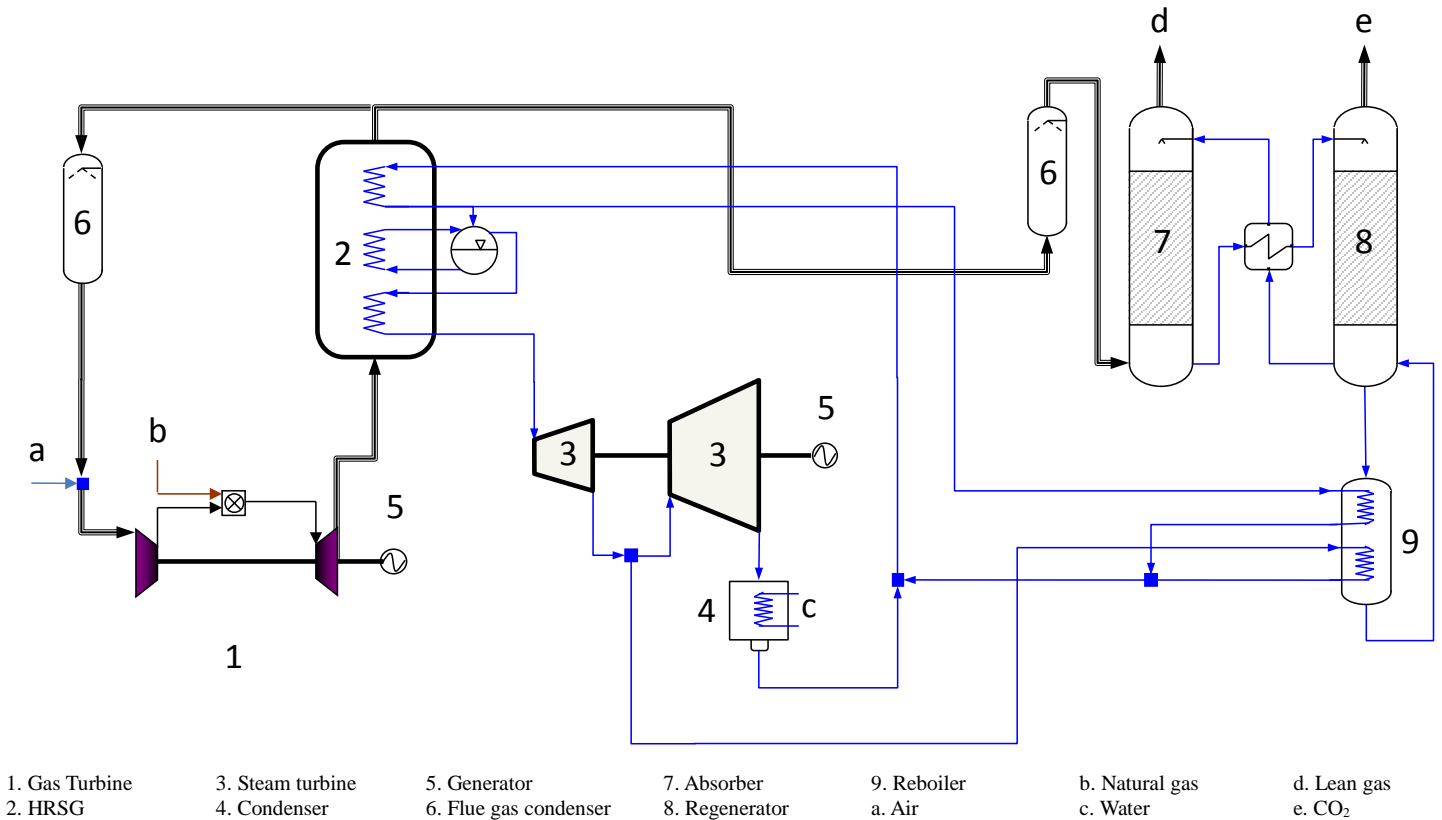 d
e
6
6
7
8
2
a
b
5
3
3
5
9
4
c
1
1. Gas Turbine 3. Steam turbine 5. Generator 7. Absorber 9. Reboiler b. Natural gas d. Lean gas
2. HRSG 4. Condenser 6. Flue gas condenser 8. Regenerator a. Air c. Water e. CO₂